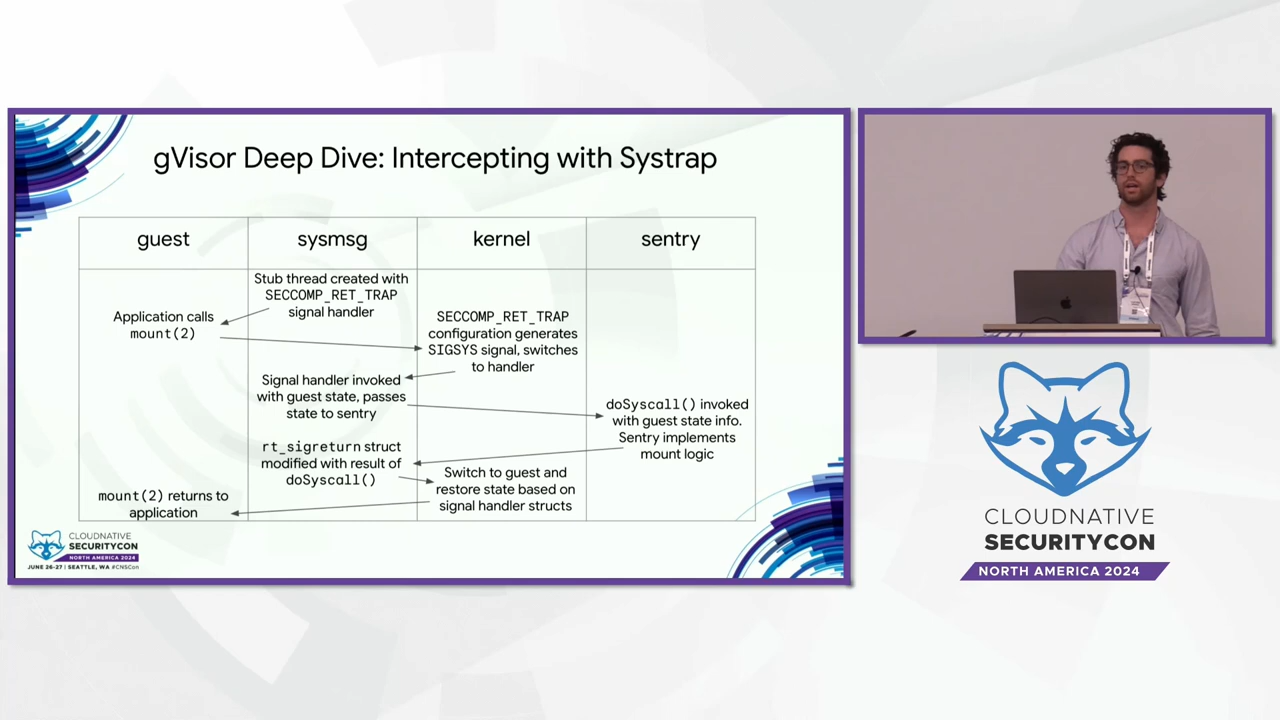 gVisor Deep Dive: Intercepting with Systrap
guest
sysmsg
kernel
sentry
Stub thread created with
SECCOMP_RET_TRAP
signal handler
Application calls
mount(2)
SECCOMP_RET_TRAP
configuration generates
SIGSYS signal, switches
to handler
Signal handler invoked
with guest state, passes
state to sentry
doSyscall() invoked
with guest state info.
Sentry implements
mount logic
rt_sigreturn struct
modified with result of
doSyscall()
Switch to guest and
restore state based on
signal handler structs
mount(2) returns to
application
CLOUDNATIVE
SECURITYCON
NORTH AMERICA 2024
JUNE 26-27 | SEATTLE, WA #CNSCon
CLOUDNATIVE
SECURITYCON
NORTH AMERICA 2024